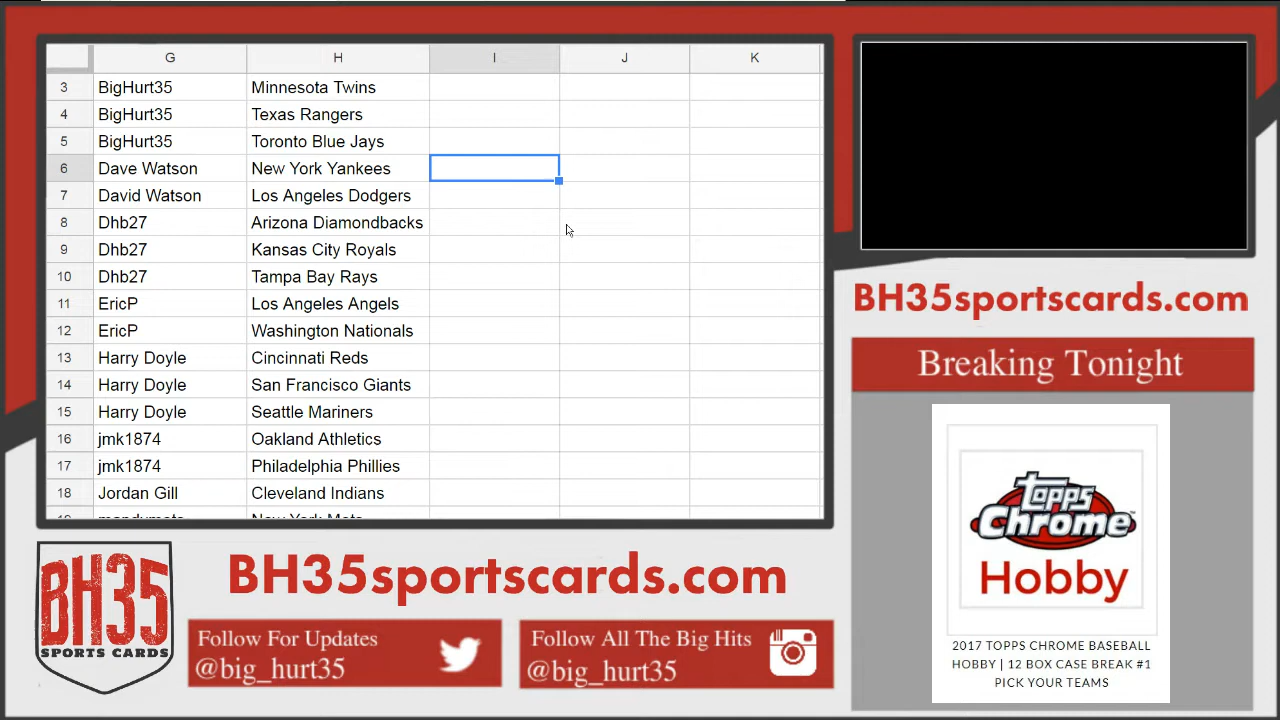 G H I J K
3 BigHurt35 Minnesota Twins
4 BigHurt35 Texas Rangers
5 BigHurt35 Toronto Blue Jays
6 Dave Watson New York Yankees
7 David Watson Los Angeles Dodgers
8 Dhb27 Arizona Diamondbacks
9 Dhb27 Kansas City Royals
10 Dhb27 Tampa Bay Rays
11 EricP Los Angeles Angels
12 EricP Washington Nationals
13 Harry Doyle Cincinnati Reds
14 Harry Doyle San Francisco Giants
15 Harry Doyle Seattle Mariners
16 jmk1874 Oakland Athletics
17 jmk1874 Philadelphia Phillies
18 Jordan Gill Cleveland Indians
New York Mets
BH35
SPORTS CARDS
BH35sportscards.com
Follow For Updates
@big_hurt35
Follow All The Big Hits
@big_hurt35
BH35sportscards.com
Breaking Tonight
topps
Chrome
Hobby
2017 TOPPS CHROME BASEBALL
HOBBY | 12 BOX CASE BREAK #1
PICK YOUR TEAMS